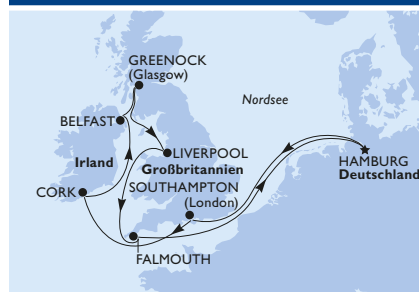 GREENOCK
(Glasgow)
Nordsee
BELFAST
Irland
LIVERPOOL
Großbritannien
HAMBURG
Deutschland
CORK
SOUTHAMPTON
(London)
FALMOUTH